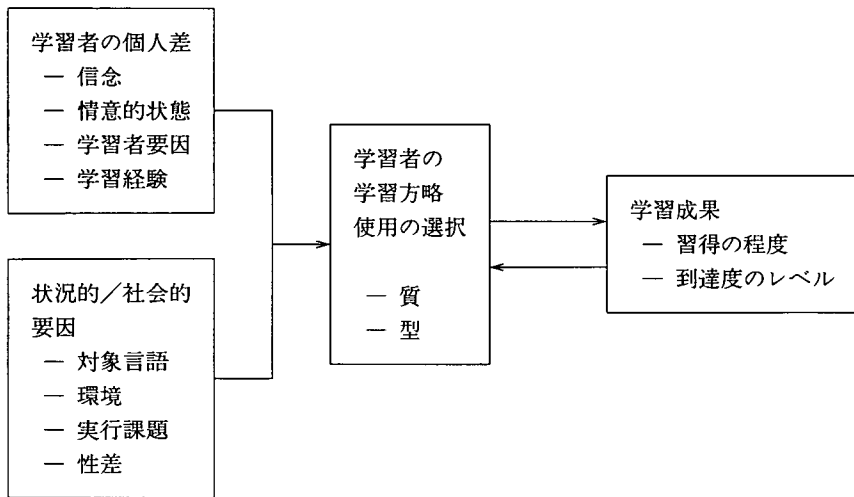 学習者の個人差
― 信念
― 情意的状態
― 学習者要因
― 学習経験
状況的／社会的
要因
― 対象言語
― 環境
― 実行課題
― 性差
学習者の
学習方略
使用の選択
― 質
― 型
学習成果
― 習得の程度
― 到達度のレベル